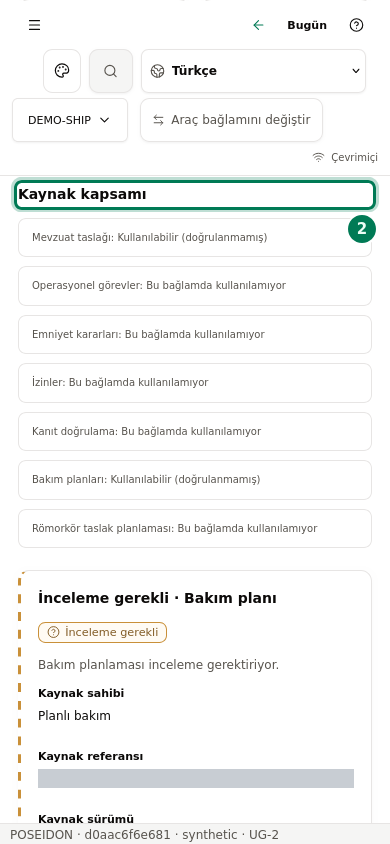 Bugün
Türkçe
DEMO-SHIP
Araç bağlamını değiştir
Çevrimiçi
Kaynak kapsamı
2
Mevzuat taslağı: Kullanılabilir (doğrulanmamış)
Operasyonel görevler: Bu bağlamda kullanılamıyor
Emniyet kararları: Bu bağlamda kullanılamıyor
İzinler: Bu bağlamda kullanılamıyor
Kanıt doğrulama: Bu bağlamda kullanılamıyor
Bakım planları: Kullanılabilir (doğrulanmamış)
Römorkör taslak planlaması: Bu bağlamda kullanılamıyor
İnceleme gerekli · Bakım planı
İnceleme gerekli
Bakım planlaması inceleme gerektiriyor.
Kaynak sahibi
Planlı bakım
Kaynak referansı
Kaynak sürümü
POSEIDON · d0aac6f6e681 · synthetic · UG-2